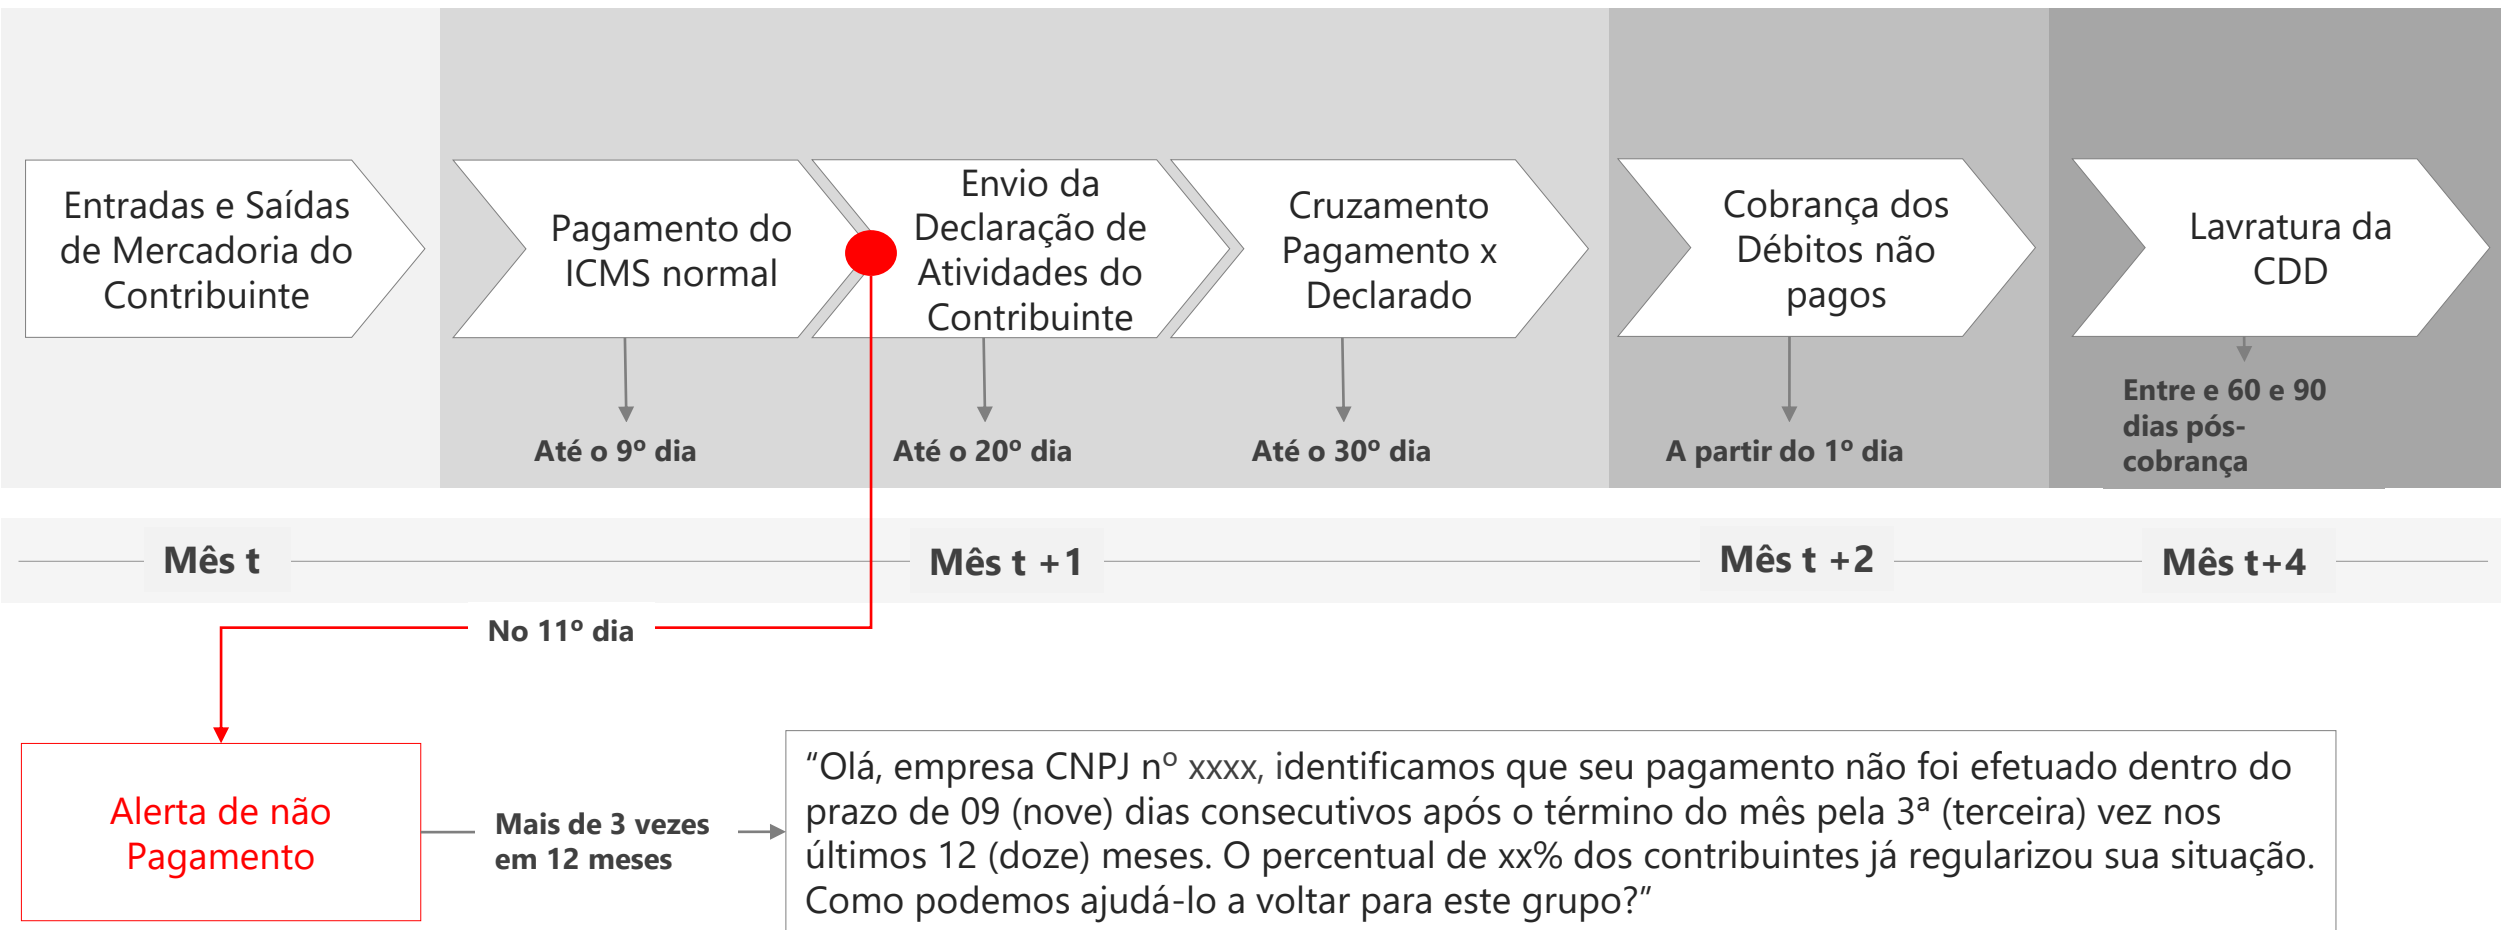 Entradas e Saídas
de Mercadoria do
Contribuinte
Pagamento do
ICMS normal
Envio da
Declaração de
Atividades do
Contribuinte
Cruzamento
Pagamento x
Declarado
Cobrança dos
Débitos não
pagos
Lavratura da
CDD
Até o 9º dia
Até o 20º dia
Até o 30º dia
A partir do 1º dia
Entre e 60 e 90
dias pós-
cobrança
Mês t
Mês t +1
Mês t +2
Mês t+4
No 11º dia
Alerta de não
Pagamento
Mais de 3 vezes
em 12 meses
“Olá, empresa CNPJ nº xxxx, identificamos que seu pagamento não foi efetuado dentro do
prazo de 09 (nove) dias consecutivos após o término do mês pela 3ª (terceira) vez nos
últimos 12 (doze) meses. O percentual de xx% dos contribuintes já regularizou sua situação.
Como podemos ajudá-lo a voltar para este grupo?”